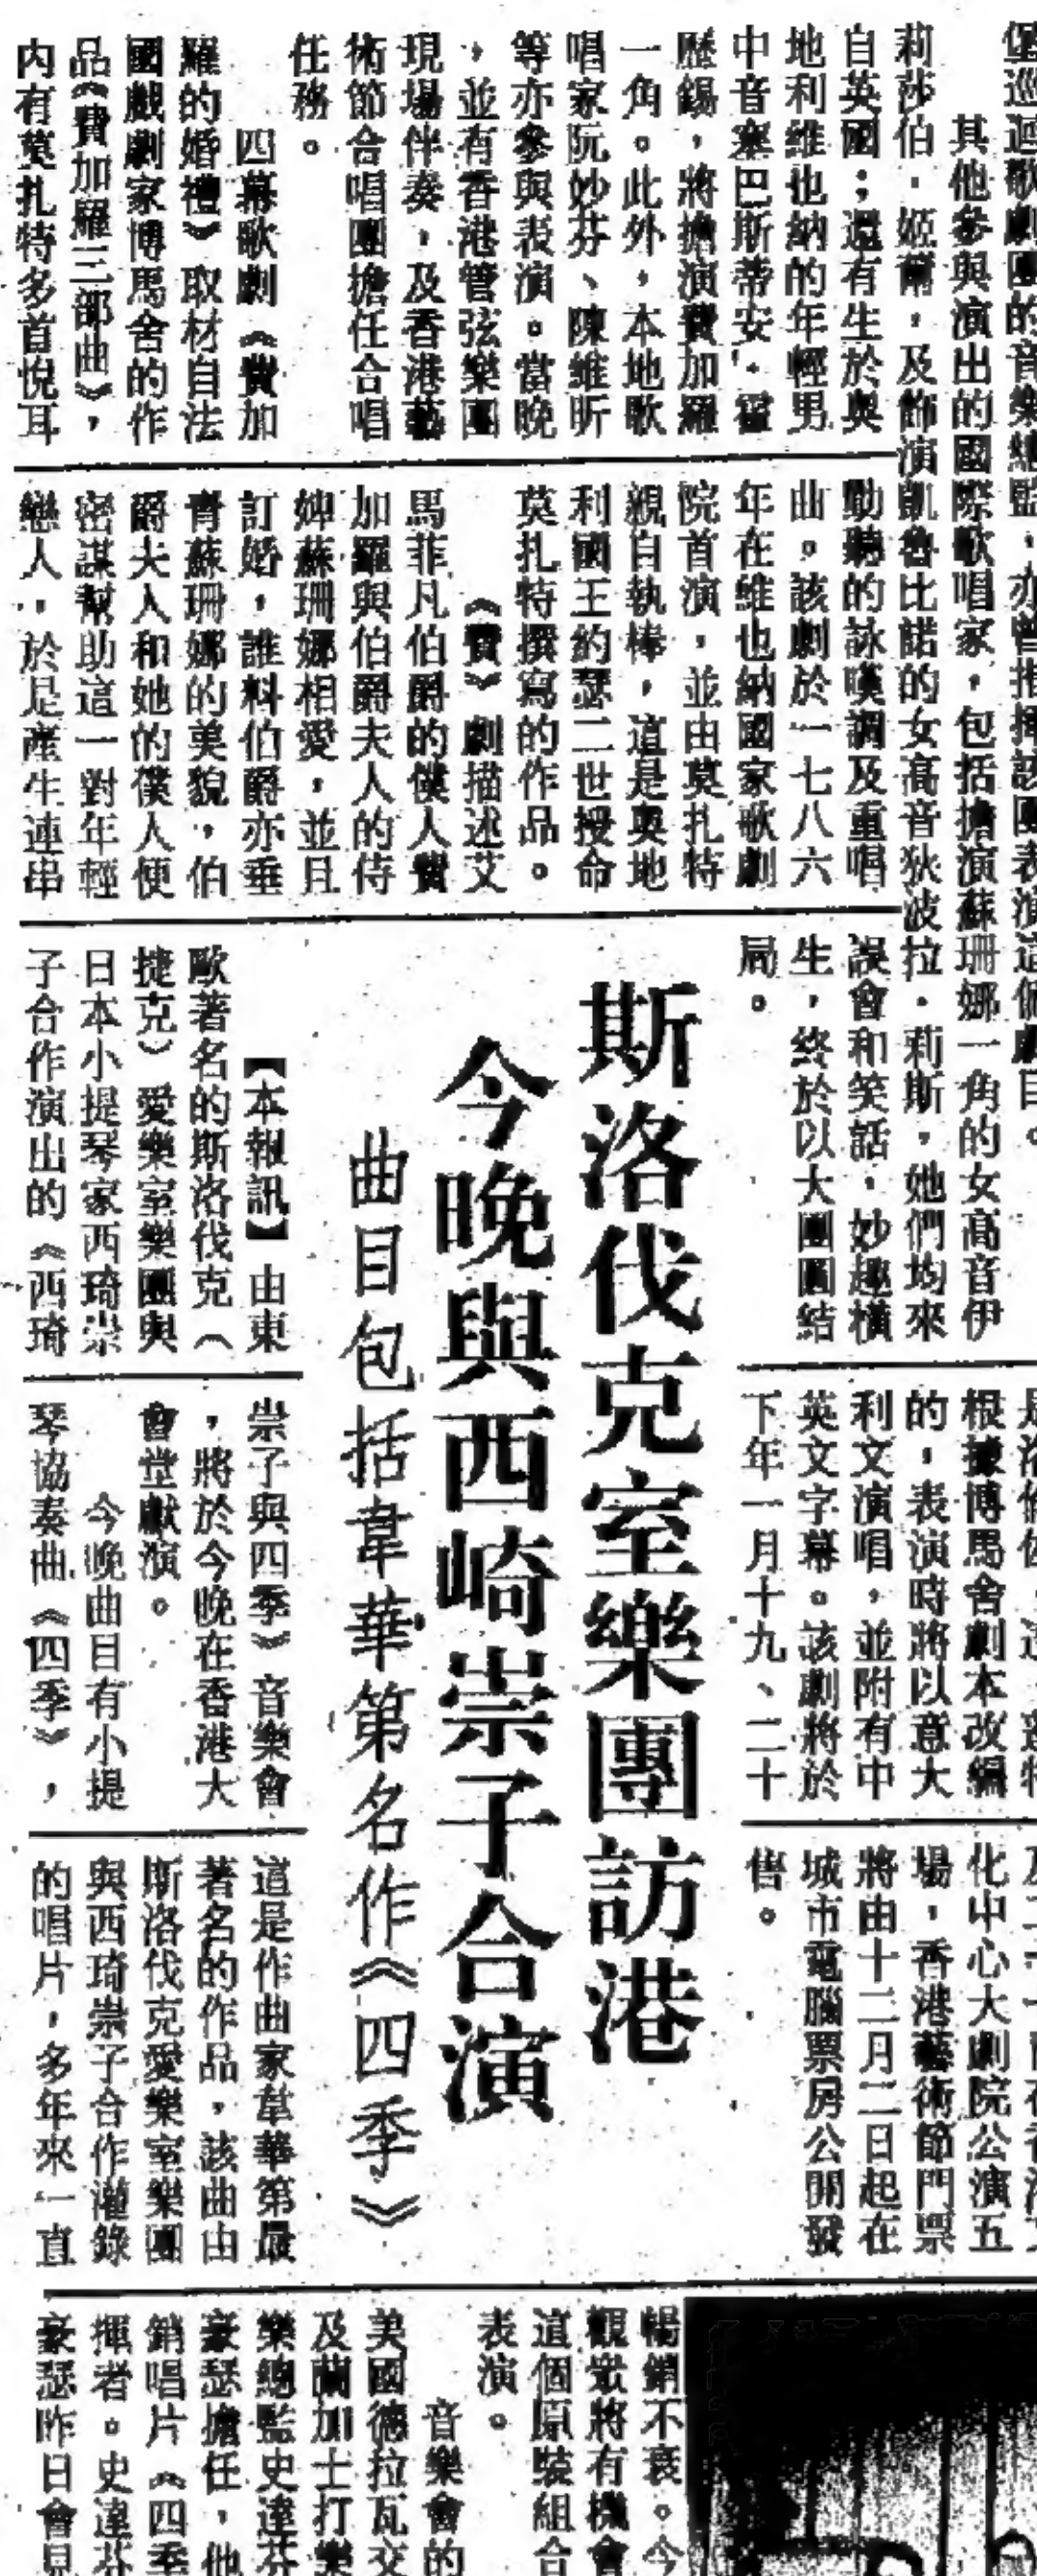 堡巡迴歌劇團的音樂總監，亦曾指揮該團表演這個劇目。
其他參與演出的國際歌唱家，包括擔演蘇珊娜一角的女高音伊
莉莎伯．姬爾，及飾演凱魯比諾的女高音狄波拉．莉斯，她們均來
自英國；還有生於奧
地利維也納的年輕男
中音塞巴斯蒂安．霍
歷錫，將擔演費加羅
一角。此外，本地歌
唱家阮妙芬、陳維昕
等亦參與表演。當晚
，並有香港管弦樂團
現場伴奏，及香港藝
術節合唱團擔任合唱
任務。
四幕歌劇《費加
羅的婚禮》取材自法
國戲劇家博馬舍的作
品《費加羅三部曲》，
內有莫扎特多首悅耳
動聽的詠嘆調及重唱
曲。該劇於一七八六
年在維也納國家歌劇
院首演，並由莫扎特
親自執棒，這是奧地
利國王約瑟二世授命
莫扎特撰寫的作品。
《費》劇描述艾
馬菲凡伯爵的僕人費
加羅與伯爵夫人的侍
婢蘇珊娜相愛，並且
訂婚，誰料伯爵亦垂
青蘇珊娜的美貌，伯
爵夫人和她的僕人便
密謀幫助這一對年輕
戀人，於是產生連串
誤會和笑話，妙趣橫
生，終於以大團圓結
局。
根據博馬舍劇本改編
的，表演時將以意大
利文演唱，並附有中
英文字幕。該劇將於
下年一月十九、二十
化中心大劇院公演五
場，香港藝術節門票
將由十二月二日起在
城市電腦票房公開發
售。
斯洛伐克室樂團訪港
今晚與西崎崇子合演
曲目包括韋華第名作《四季》
【本報訊】由東
歐著名的斯洛伐克（
捷克）愛樂室樂團與
日本小提琴家西琦崇
子合作演出的《西琦
崇子與四季》音樂會
，將於今晚在香港大
會堂獻演。
今晚曲目有小提
琴協奏曲《四季》，
這是作曲家韋華第最
著名的作品，該曲由
斯洛伐克愛樂室樂團
與西琦崇子合作灌錄
的唱片，多年來一直
暢銷不衰。今
觀眾將有機會
這個原裝組合
表演。
音樂會的
美國德拉瓦交
及蘭加士打樂
樂總監史達芬
豪瑟擔任，他
銷唱片《四季
揮者。史達芬
豪瑟昨日會見